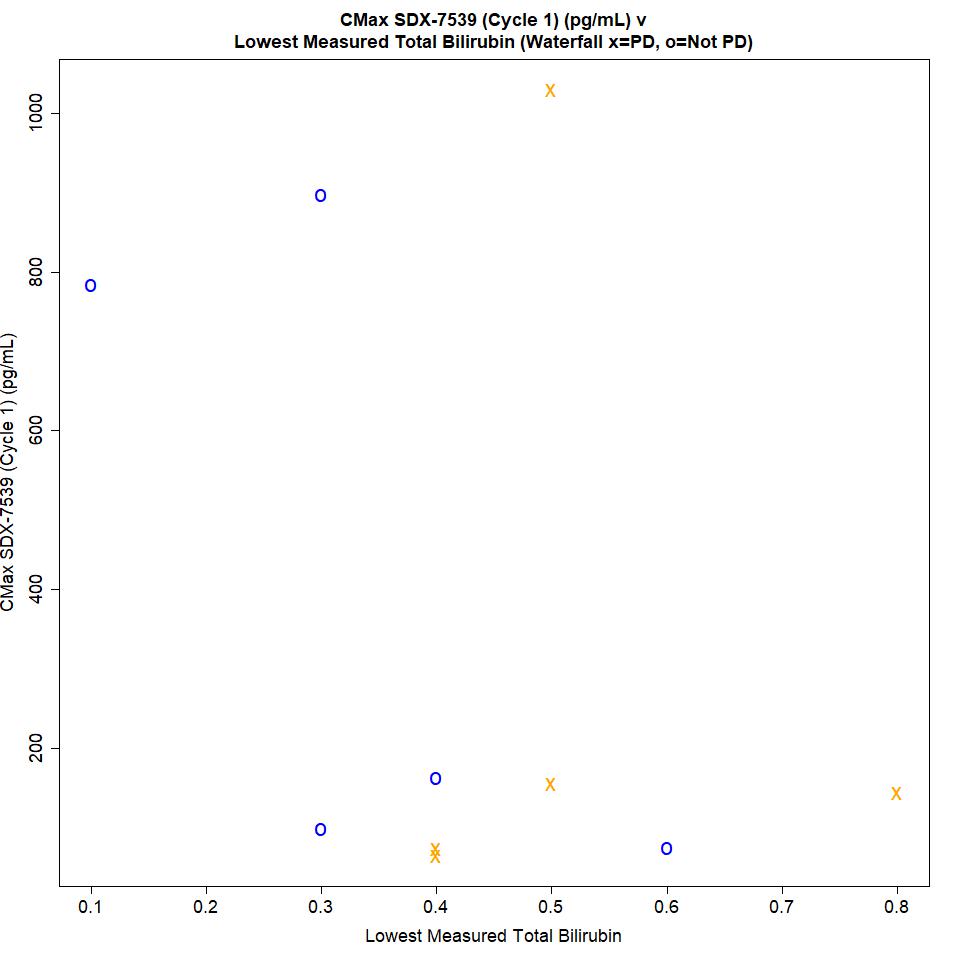 CMax SDX-7539 (Cycle 1) (pg/mL) v
Lowest Measured Total Bilirubin (Waterfall x=PD, o=Not PD)
CMax SDX-7539 (Cycle 1) (pg/mL)
1000
800
600
400
200
x
o
o
o
x
x
o
x
x
o
0.1 0.2 0.3 0.4 0.5 0.6 0.7 0.8
Lowest Measured Total Bilirubin